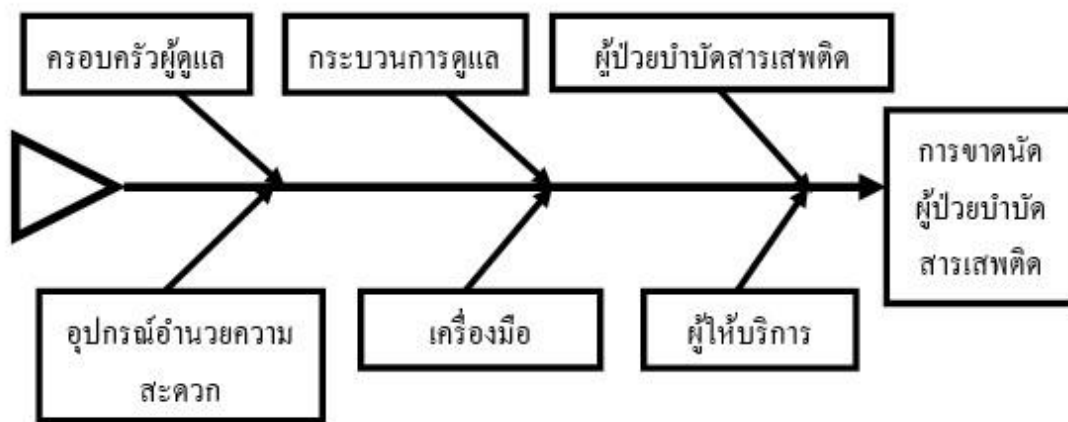 ครอบครัวผู้ดูแล
กระบวนการดูแล
ผู้ป่วยบำบัดสารเสพติด
การขาดนัด
ผู้ป่วยบำบัด
สารเสพติด
อุปกรณ์อำนวยความ
สะดวก
เครื่องมือ
ผู้ให้บริการ